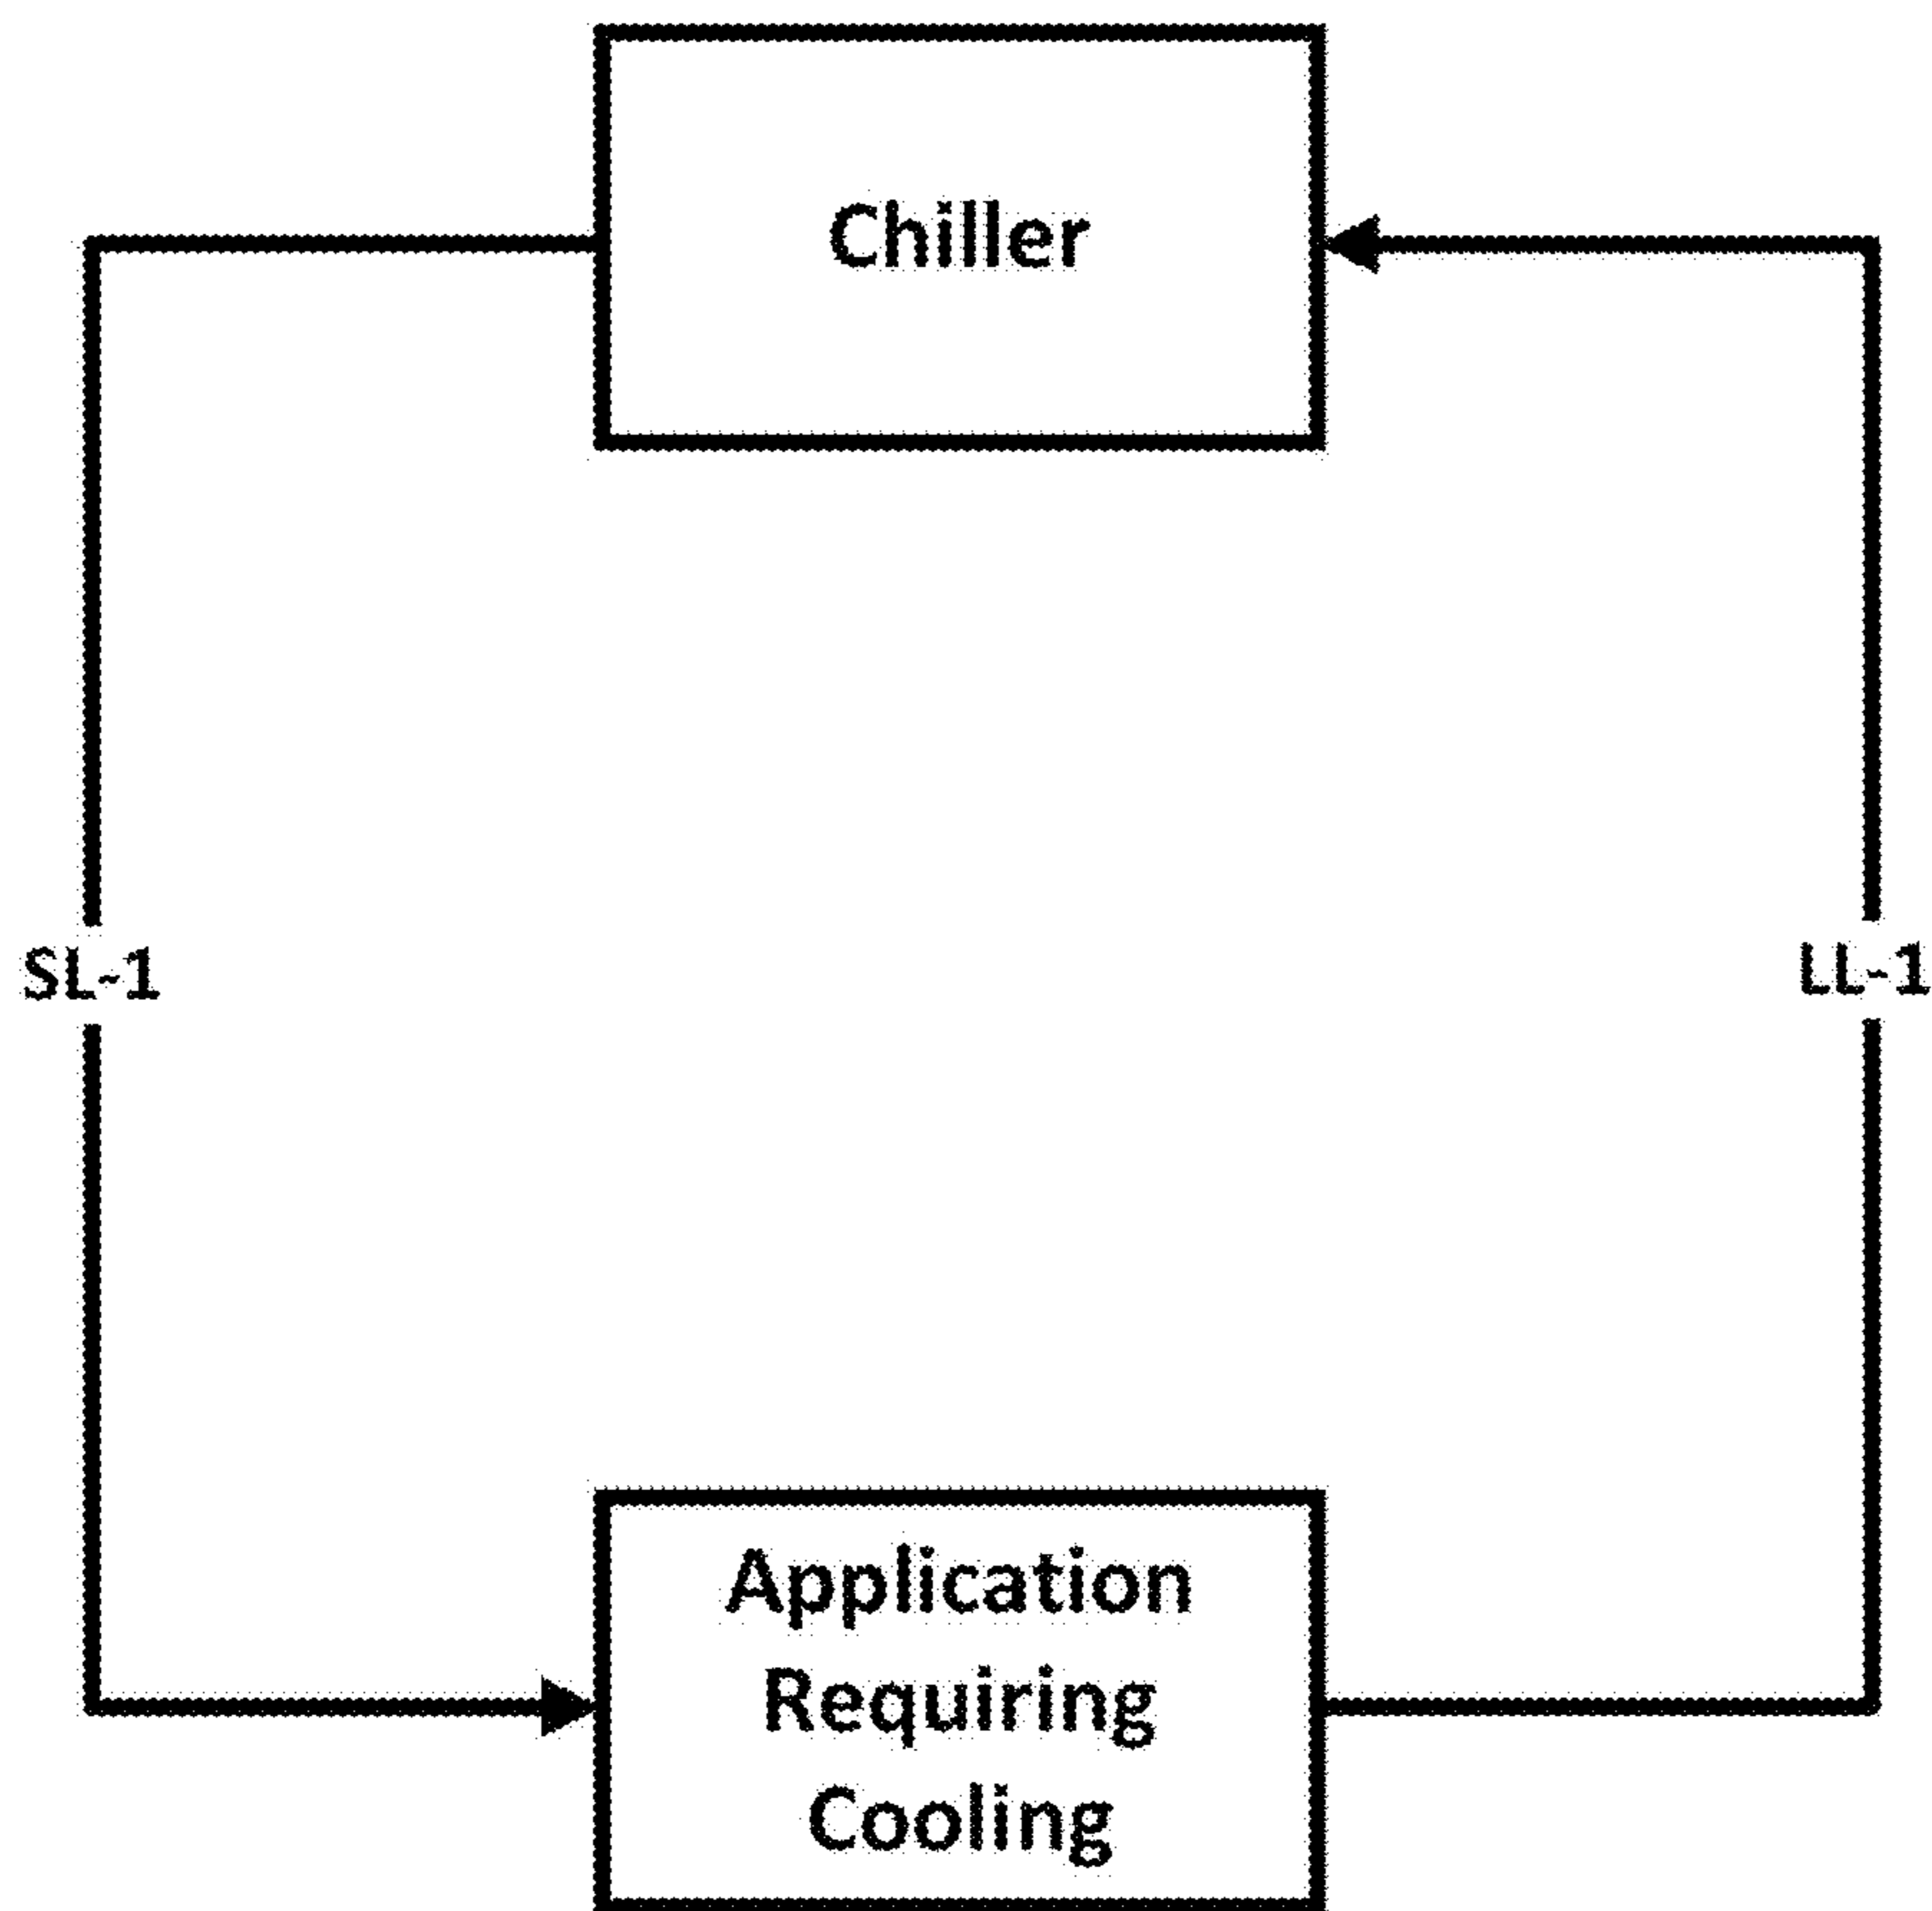 Chiller
SL-1
LL-1
Application
Requiring
Cooling